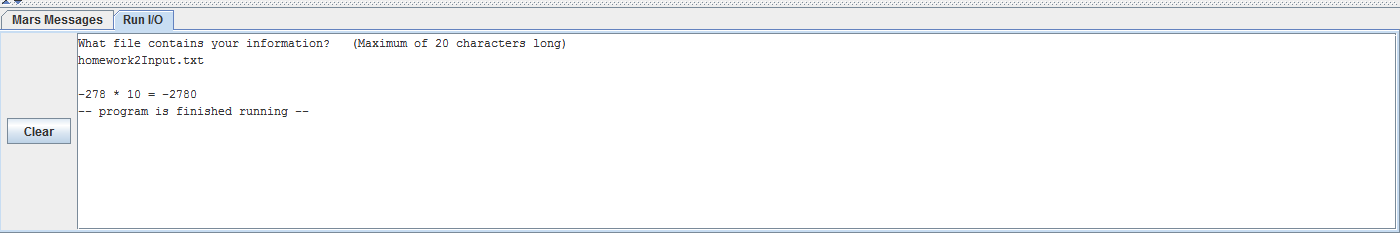 Mars Messages Run I/O
What file contains your information?   (Maximum of 20 characters long)
homework2Input.txt
-278 * 10 = -2780
-- program is finished running --
Clear